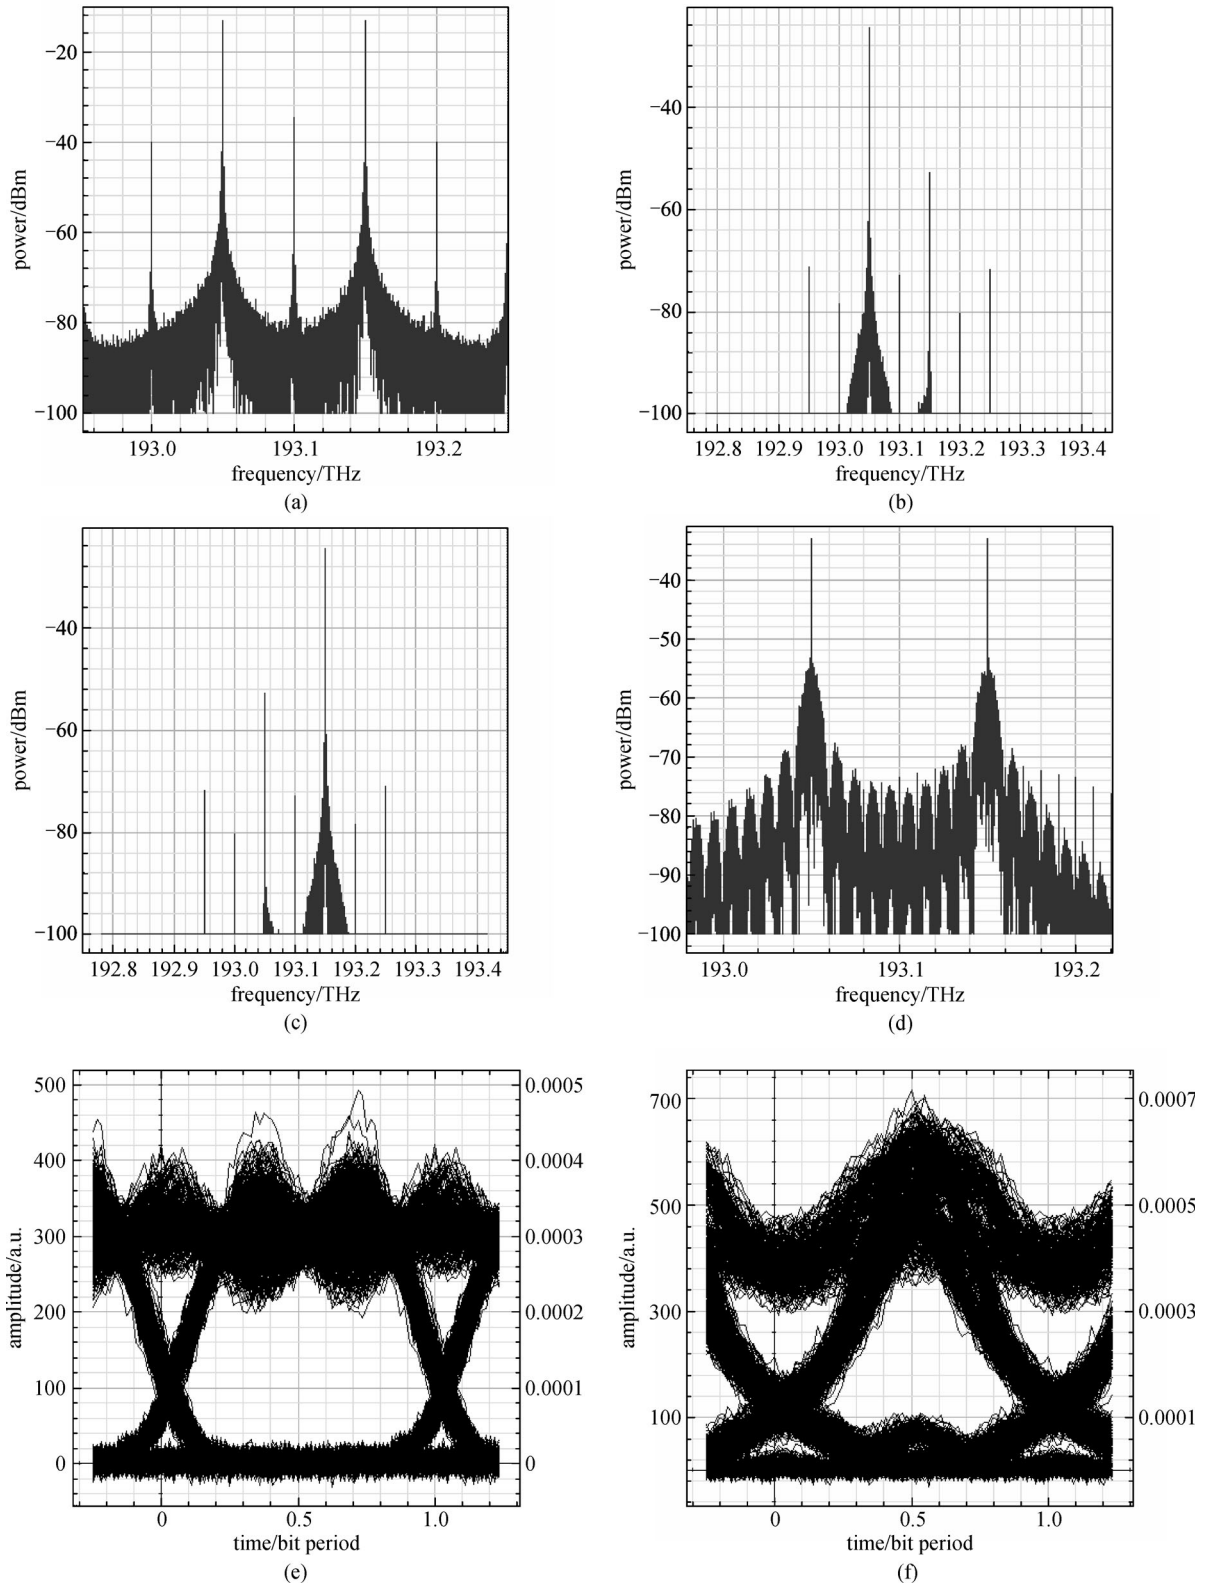 −20
−40
−60
−80
−100
power/dBm
193.0 193.1 193.2
frequency/THz
(a)
−40
−60
−80
−100
power/dBm
192.8 192.9 193.0 193.1 193.2 193.3 193.4
frequency/THz
(b)
−40
−60
−80
−100
power/dBm
192.8 192.9 193.0 193.1 193.2 193.3 193.4
frequency/THz
(c)
−40
−50
−60
−70
−80
−90
−100
power/dBm
193.0 193.1 193.2
frequency/THz
(d)
500 0.0005
400 0.0004
300 0.0003
200 0.0002
100 0.0001
0 0
amplitude/a.u.
0 0.5 1.0
time/bit period
(e)
700 0.0007
500 0.0005
300 0.0003
100 0.0001
amplitude/a.u.
0 0.5 1.0
time/bit period
(f)